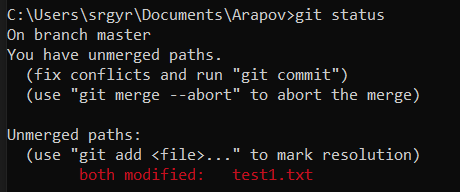 C:\Users\srgyr\Documents\Arapov>git status
On branch master
You have unmerged paths.
  (fix conflicts and run "git commit")
  (use "git merge --abort" to abort the merge)

Unmerged paths:
  (use "git add <file>..." to mark resolution)
        both modified:   test1.txt